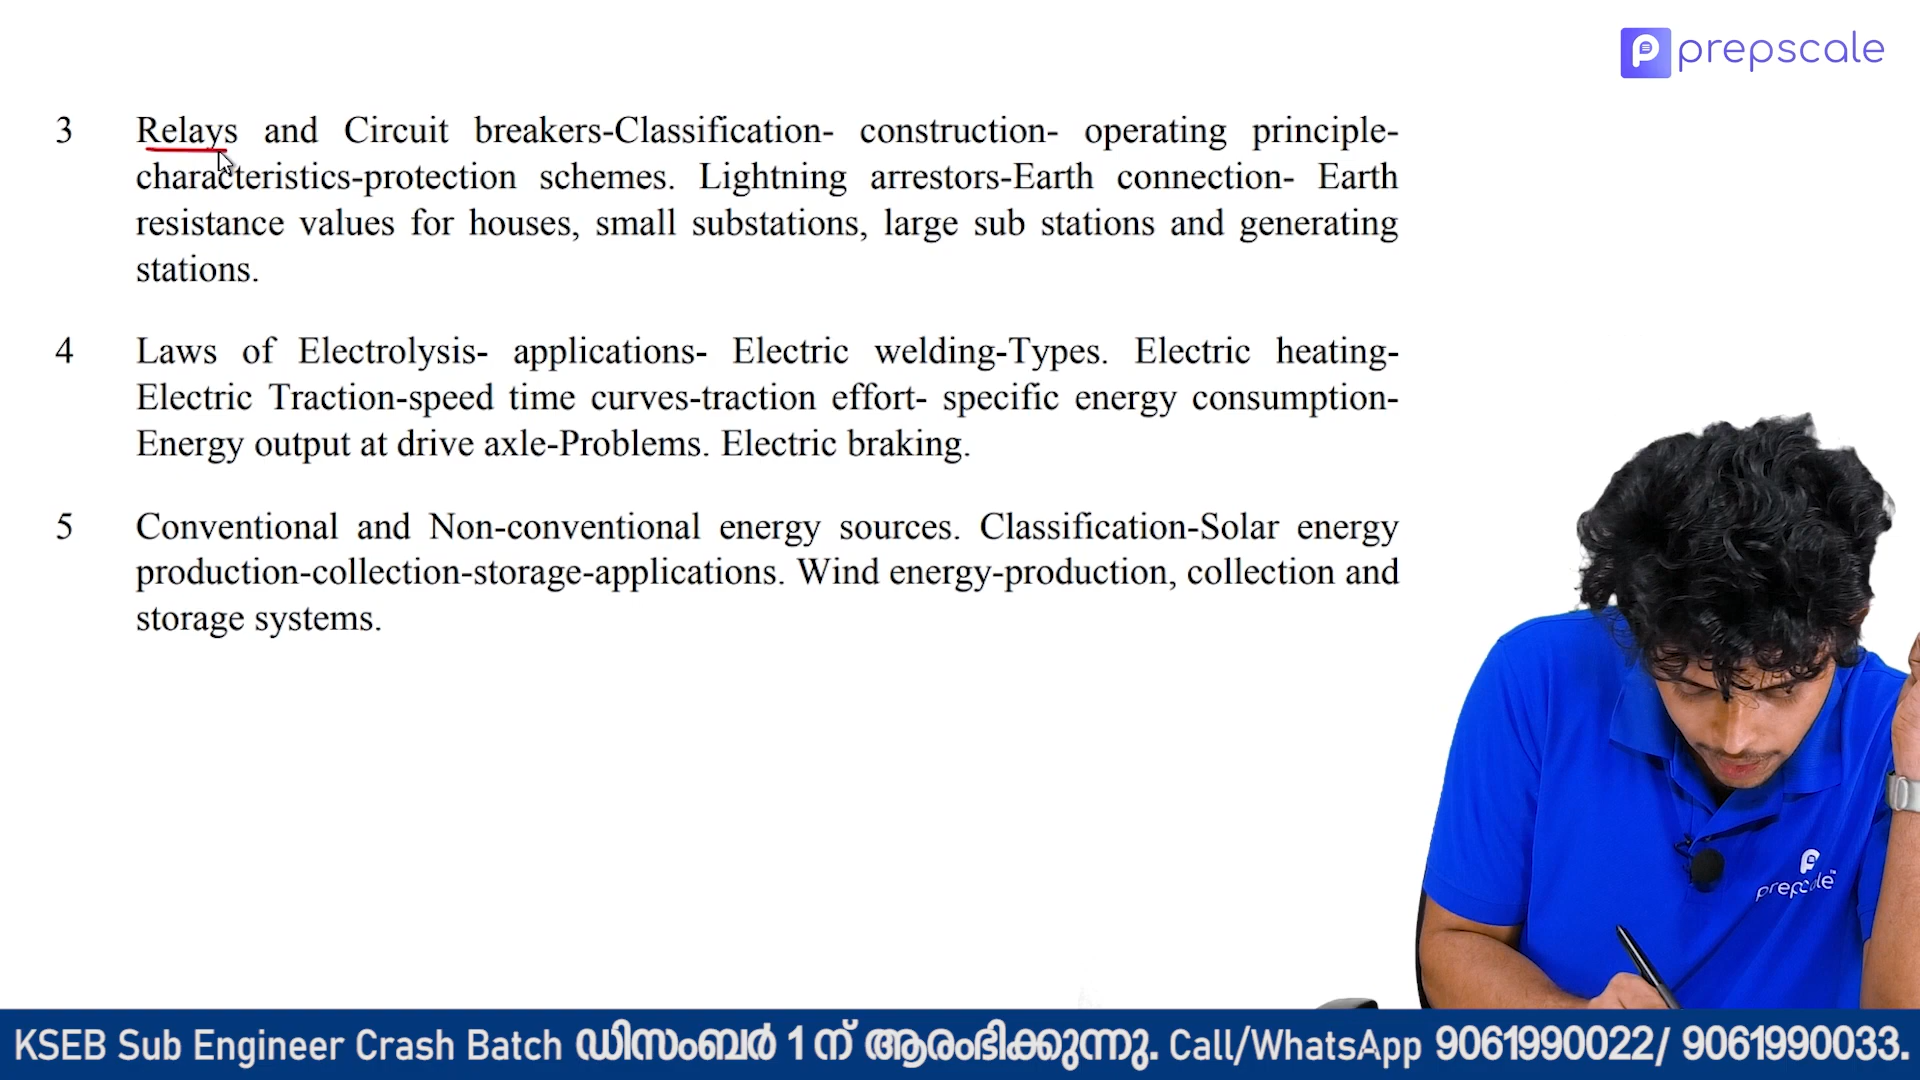 prepscale
3 Relays and Circuit breakers-Classification- construction- operating principle-
characteristics-protection schemes. Lightning arrestors-Earth connection- Earth
resistance values for houses, small substations, large sub stations and generating
stations.
4 Laws of Electrolysis- applications- Electric welding-Types. Electric heating-
Electric Traction-speed time curves-traction effort- specific energy consumption-
Energy output at drive axle-Problems. Electric braking.
5 Conventional and Non-conventional energy sources. Classification-Solar energy
production-collection-storage-applications. Wind energy-production, collection and
storage systems.
prepscale
KSEB Sub Engineer Crash Batch ഡിസംബർ 1 ന് ആരംഭിക്കുന്നു. Call/WhatsApp 9061990022/ 9061990033.